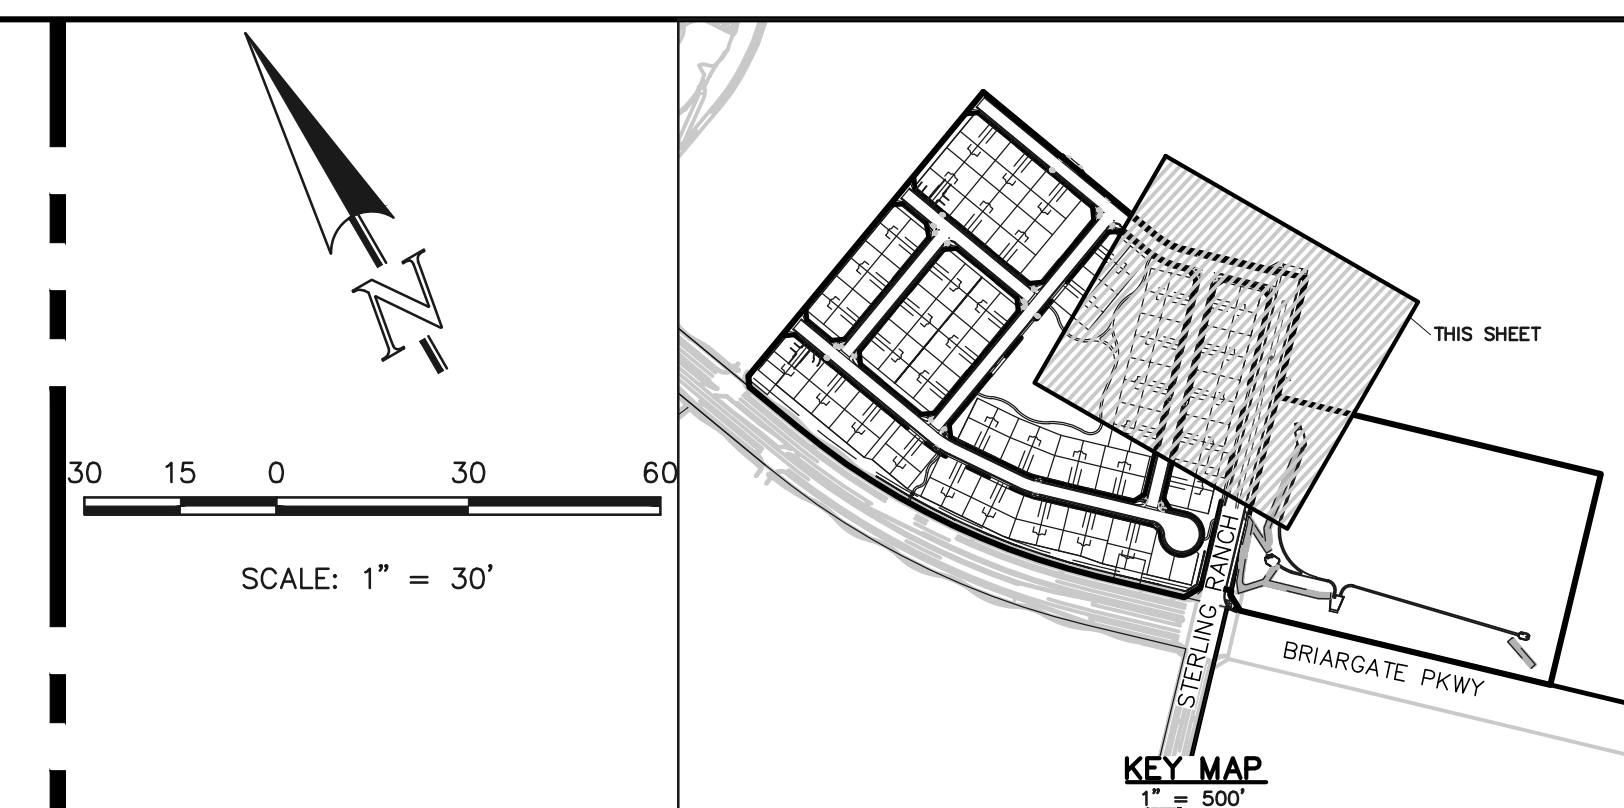 N
30 15 0 30 60
SCALE: 1” = 30’
THIS SHEET
STERLING RANCH
BRIARGATE PKWY
KEY MAP
1” = 500’